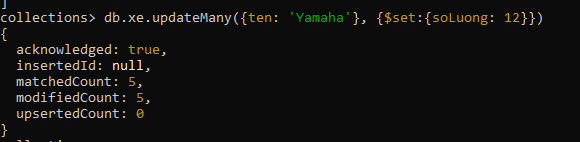 ]
collections> db.xe.updateMany({ten: 'Yamaha'}, {$set:{soLuong: 12}})
{
  acknowledged: true,
  insertedId: null,
  matchedCount: 5,
  modifiedCount: 5,
  upsertedCount: 0
}